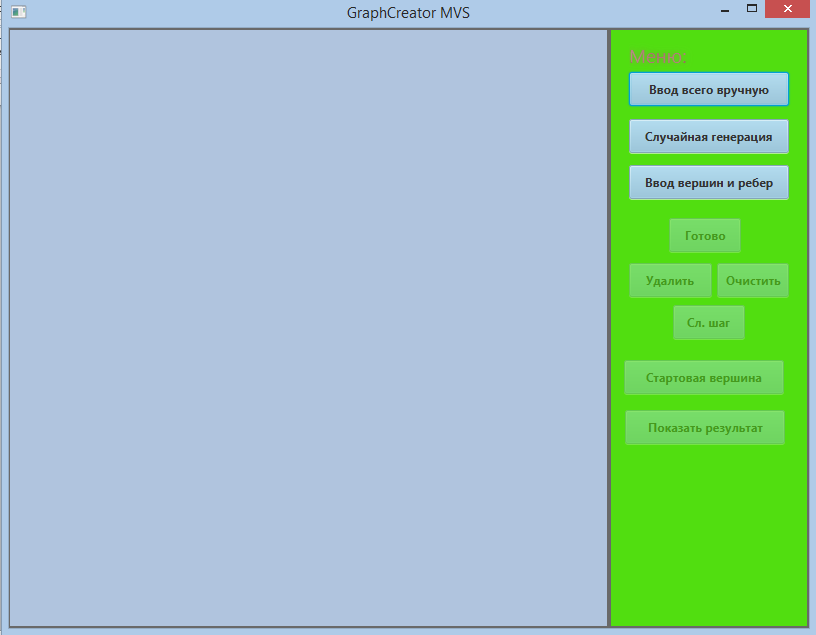 GraphCreator MVS
Меню:
Ввод всего вручную
Случайная генерация
Ввод вершин и ребер
Готово
Удалить Очистить
Сл. шаг
Стартовая вершина
Показать результат